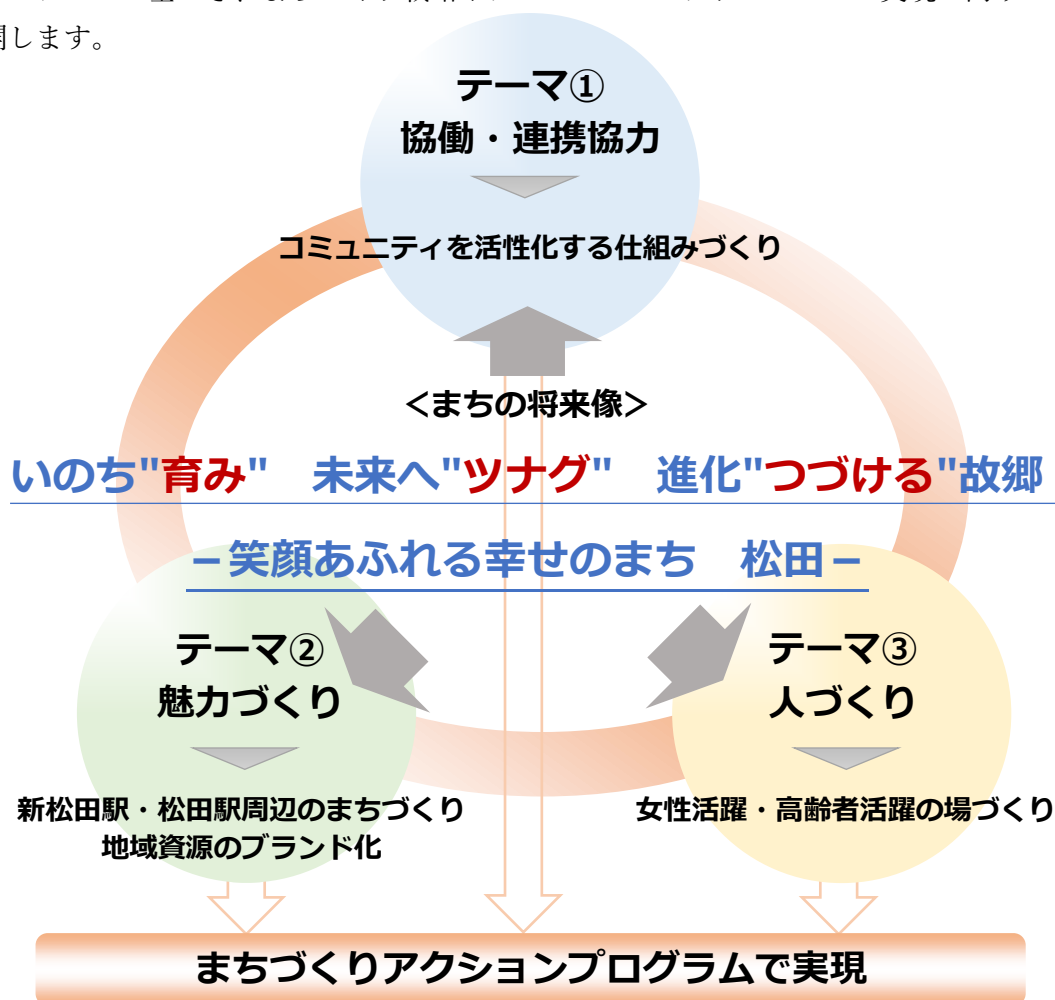 開します。
テーマ①
協働・連携協力
コミュニティを活性化する仕組みづくり
＜まちの将来像＞
いのち"育み"　未来へ"ツナグ"　進化"つづける"故郷
－笑顔あふれる幸せのまち　松田－
テーマ②
魅力づくり
新松田駅・松田駅周辺のまちづくり
地域資源のブランド化
テーマ③
人づくり
女性活躍・高齢者活躍の場づくり
まちづくりアクションプログラムで実現